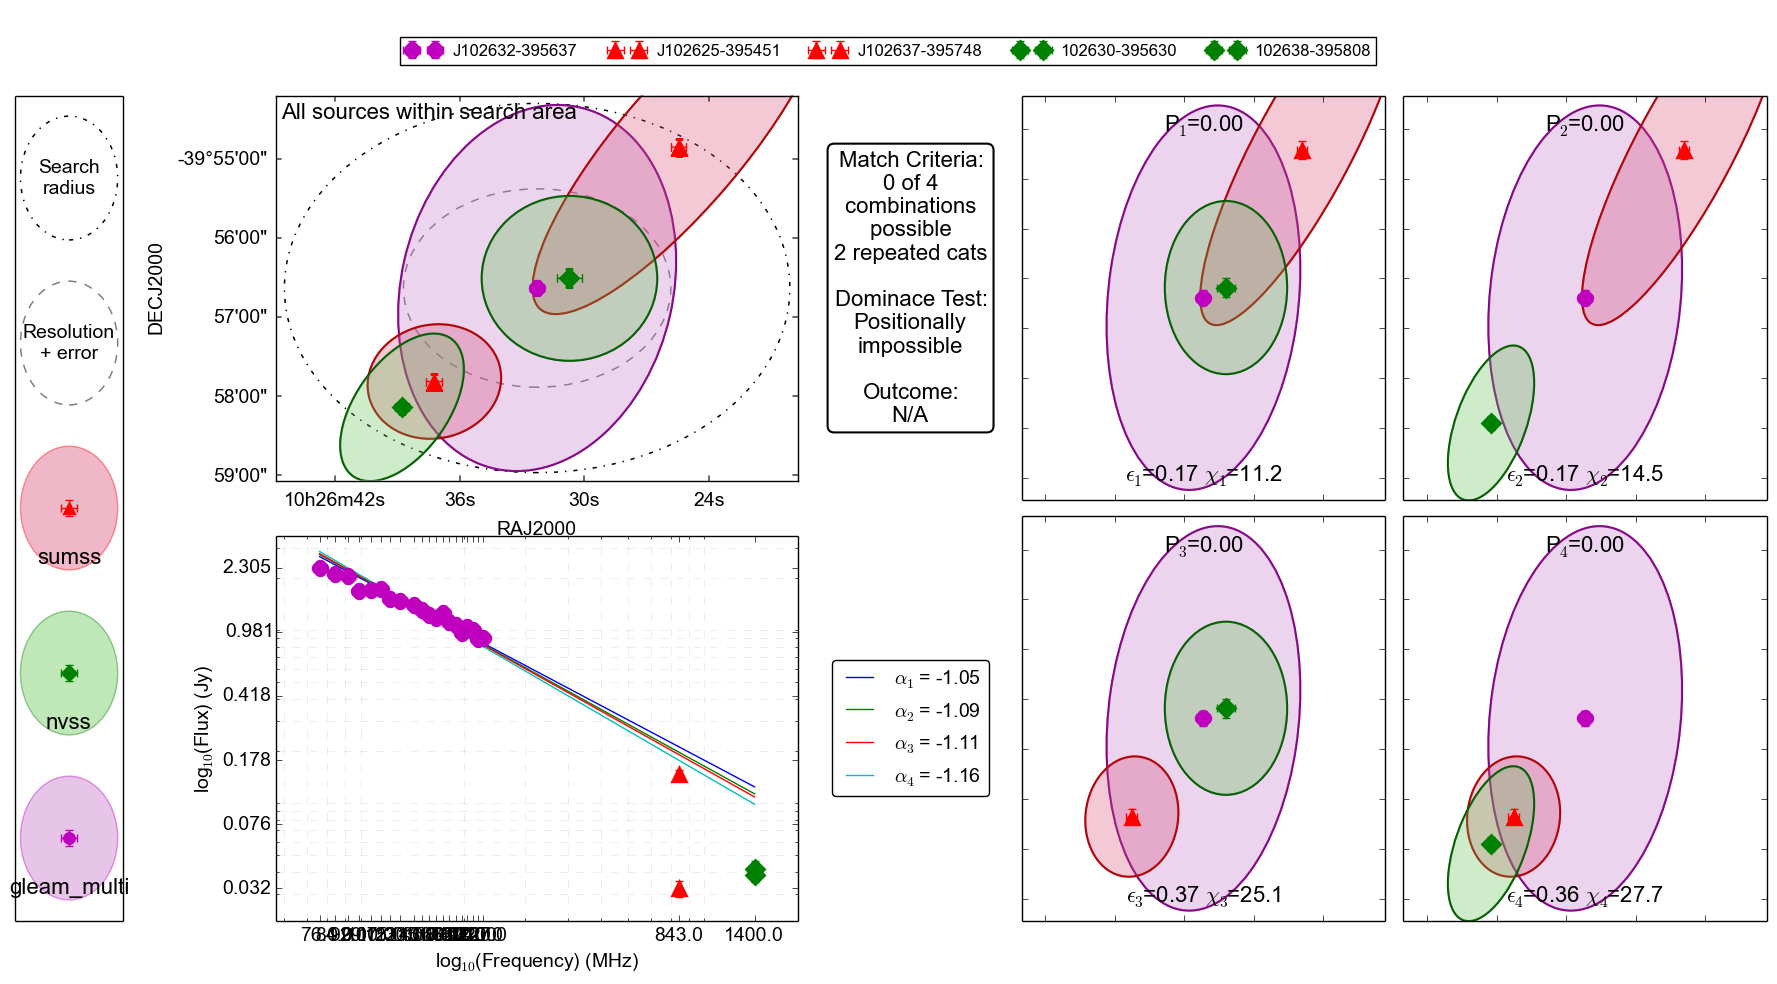 J102632-395637 J102625-395451 J102637-395748 102630-395630 102638-395808
Search
radius
Resolution
+ error
sumss
nvss
gleam_multi
All sources within search area
-39°55'00"
56'00"
57'00"
58'00"
59'00"
DECJ2000
10h26m42s 36s 30s 24s
RAJ2000
Match Criteria:
0 of 4
combinations
possible
2 repeated cats
Dominace Test:
Positionally
impossible
Outcome:
N/A
P1=0.00
ϵ1=0.17 χ1=11.2
P2=0.00
ϵ2=0.17 χ2=14.5
2.305
0.981
0.418
0.178
0.076
0.032
log10(Flux) (Jy)
843.0 1400.0
log10(Frequency) (MHz)
α1 = -1.05
α2 = -1.09
α3 = -1.11
α4 = -1.16
P3=0.00
ϵ3=0.37 χ3=25.1
P4=0.00
ϵ4=0.36 χ4=27.7